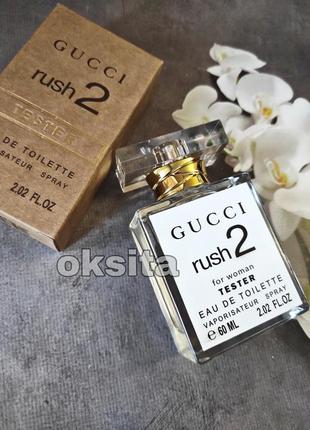 GUCCI
rush 2
TESTER
DE TOILETTE
ORISATEUR SPRAY
2.02 FL.OZ
oksita
GUCCI
rush 2
for woman
TESTER
EAU DE TOILETTE
VAPORISATEUR SPRAY
℮ 60 ML 2.02 FL.OZ